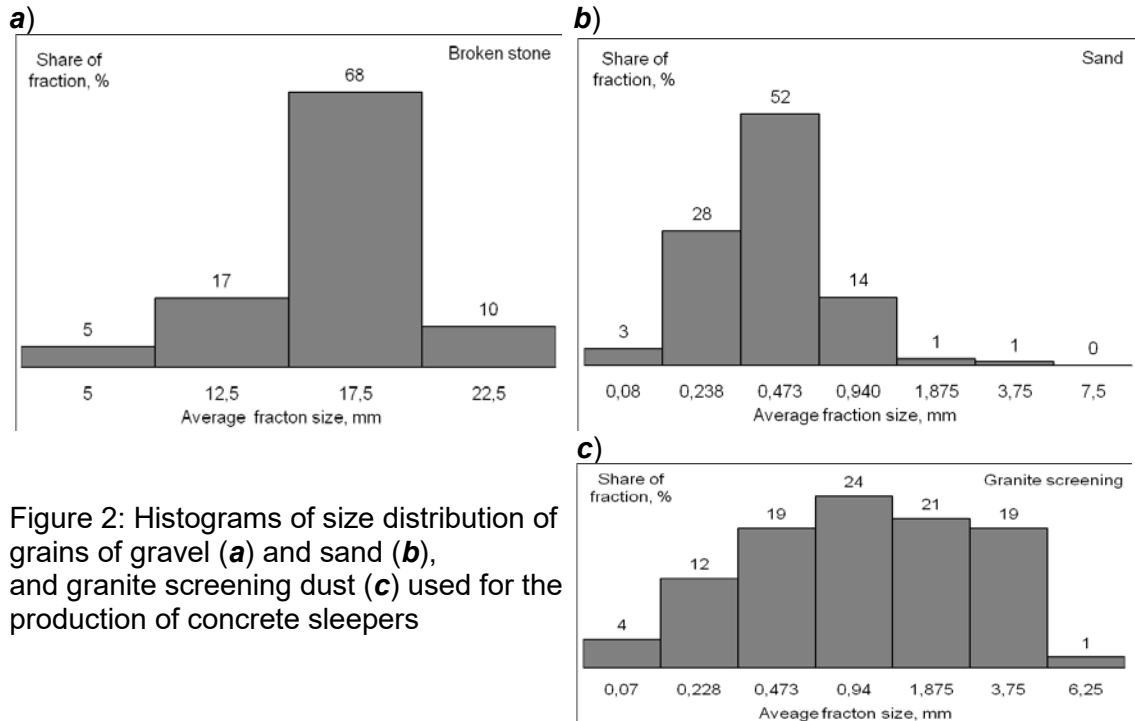 a)
Share of
fraction, %
Broken stone
5
17
68
10
5 12,5 17,5 22,5
Average fracton size, mm
b)
Share of
fraction, %
Sand
3
28
52
14
1
1
0
0,08 0,238 0,473 0,940 1,875 3,75 7,5
Average fraction size, mm
c)
Share of
fraction, %
Granite screening
4
12
19
24
21
19
1
0,07 0,228 0,473 0,94 1,875 3,75 6,25
Aveage fracton size, mm
Figure 2: Histograms of size distribution of
grains of gravel (a) and sand (b),
and granite screening dust (c) used for the
production of concrete sleepers